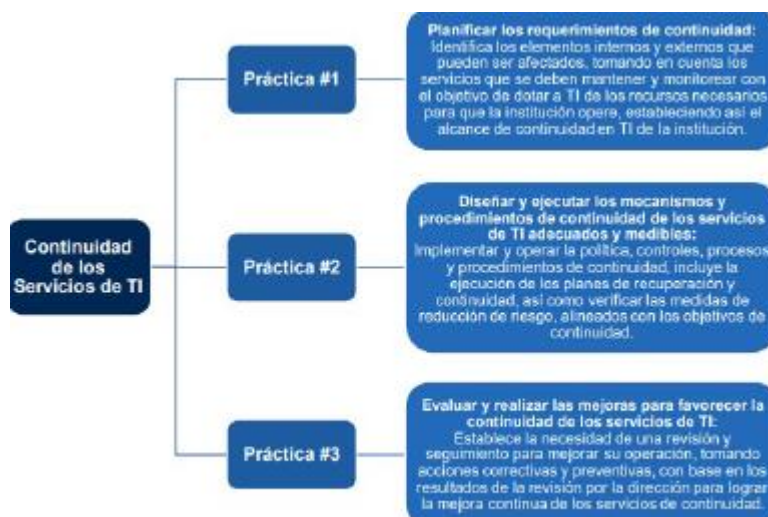 Continuidad
de los
Servicios de TI
Práctica #1
Planificar los requerimientos de continuidad:
Identifica los elementos internos y externos que
pueden ser afectados, tomando en cuenta los
servicios que se deben mantener y monitorear con
el objetivo de dotar a TI de los recursos necesarios
para que la institución opere, estableciendo así el
alcance de continuidad en TI de la institución.
Práctica #2
Diseñar y ejecutar los mecanismos y
procedimientos de continuidad de los servicios
de TI adecuados y medibles:
Implementar y operar la política, controles, procesos
y procedimientos de continuidad, incluye la
ejecución de los planes de recuperación y
continuidad, así como verificar las medidas de
reducción de riesgo, alineados con los objetivos de
continuidad.
Práctica #3
Evaluar y realizar las mejoras para favorecer la
continuidad de los servicios de TI:
Establece la necesidad de una revisión y
seguimiento para mejorar su operación, tomando
acciones correctivas y preventivas, con base en los
resultados de la revisión por la dirección para lograr
la mejora continua de los servicios de continuidad.